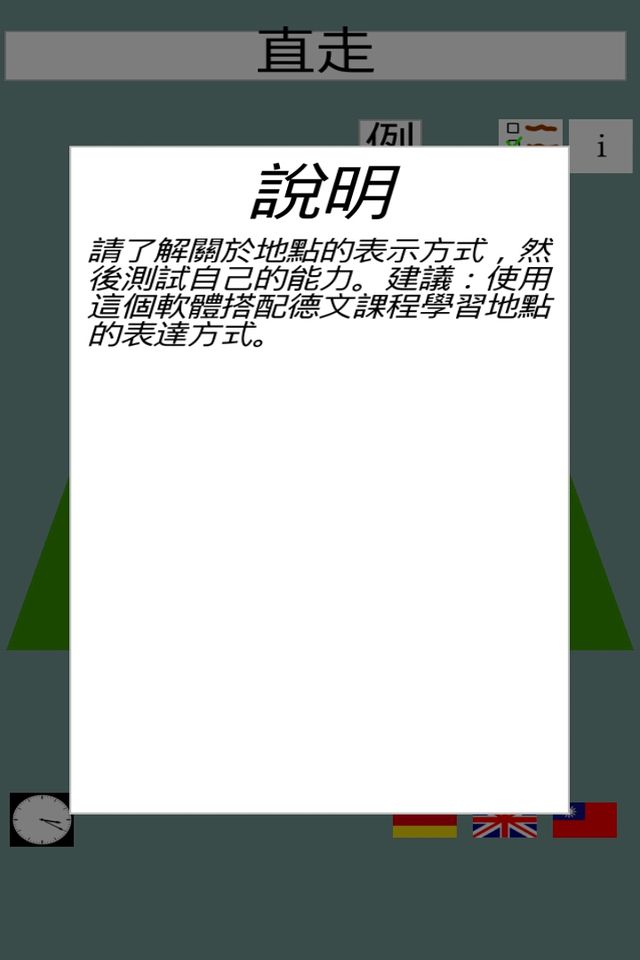 直走
例
i
說明
請了解關於地點的表示方式，然
後測試自己的能力。建議：使用
這個軟體搭配德文課程學習地點
的表達方式。